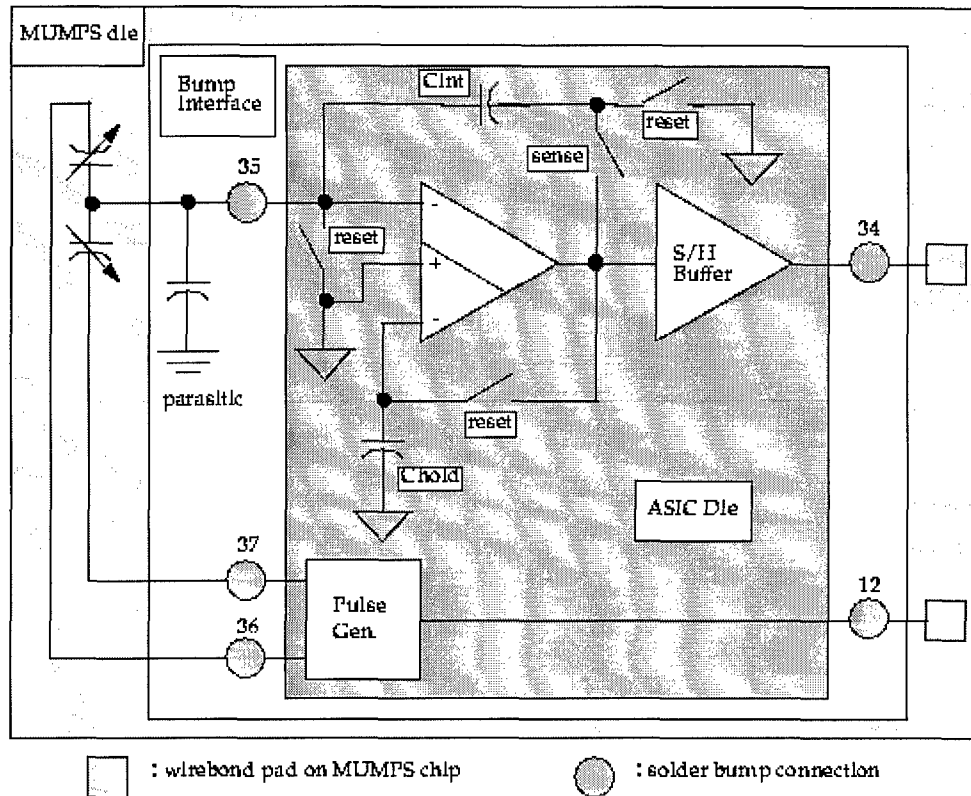 MUMPS die
Bump
Interface
Cint
reset
sense
35
reset
-
+
-
S/H
Buffer
34
parasitic
reset
Chold
ASIC Die
37
Pulse
Gen.
12
36
: wirebond pad on MUMPS chip
: solder bump connection